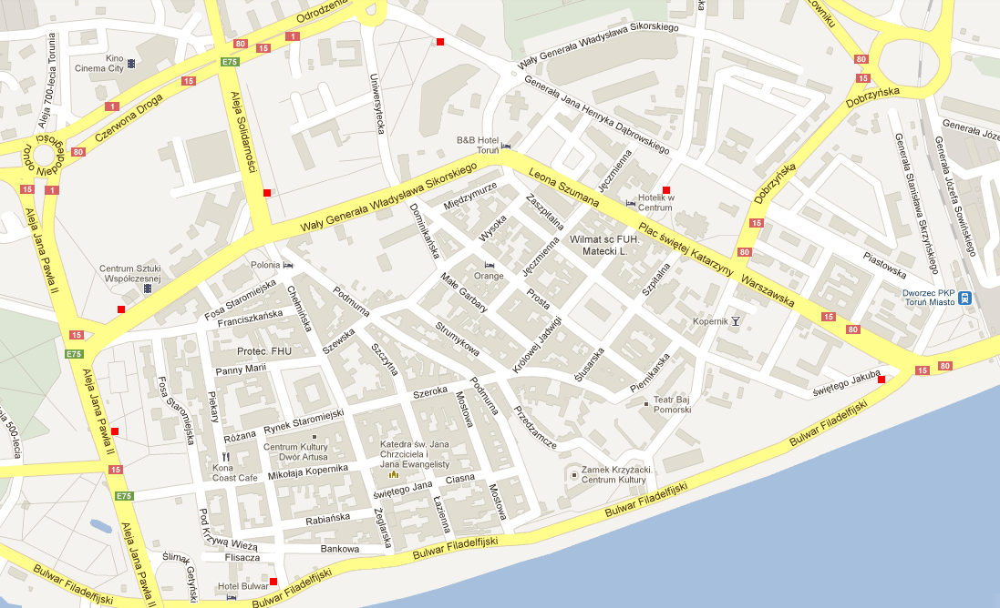 Odrodzenia
Łowniku
80
15
1
Kino
Cinema City
E75
Wały Generała Władysława Sikorskiego
80
15
Aleja 700-lecia Torunia
15
1
Czerwona Droga
Aleja Solidarności
Uniwersytecka
Generała Jana Henryka Dąbrowskiego
Dobrzyńska
Generała Józe
rondo Niepodległości
80
15
1
B&B Hotel
Toruń
Wały Generała Władysława Sikorskiego
Leona Szumana
Jęczmienna
Dobrzyńska
Generała Stanisława Skrzyńskiego
Generała Józefa Sowińskiego
Międzymurze
Zaszpitalna
Hotelik w
Centrum
Plac świętej Katarzyny
15
80
Aleja Jana Pawła II
Dominikańska
Wysoka
Jęczmienna
Wilmat sc FUH.
Matecki L.
Piastowska
Centrum Sztuki
Współczesnej
Polonia
Orange
Szpitalna
Warszawska
Dworzec PKP
Toruń Miasto
Fosa Staromiejska
Franciszkańska
Chełmińska
Podmurna
Małe Garbary
Prosta
Kopernik
15
80
15
E75
Protec. FHU
Szewska
Strumykowa
Królowej Jadwigi
Ślusarska
Piernikarska
Szczytna
Panny Marii
15
80
świętego Jakuba
Aleja Jana Pawła II
Fosa Staromiejska
Piekary
Szeroka
Podmurna
Mostowa
Teatr Baj
Pomorski
Bulwar Filadelfijski
Rynek Staromiejski
Różana
Przedzamcze
eja 500-lecia
Centrum Kultury
Dwór Artusa
Katedra św. Jana
Chrzciciela i
Jana Ewangelisty
Kona
Coast Cafe
Mikołaja Kopernika
15
Zamek Krzyżacki.
Centrum Kultury
E75
świętego Jana
Ciasna
Mostowa
Bulwar Filadelfijski
Rabiańska
Żeglarska
Łazienna
Aleja Jana Pawła II
Pod Krzywą Wieżą
Bankowa
Flisacza
Bulwar Filadelfijski
Ślimak Getyński
Bulwar Filadelfijski
Hotel Bulwar
Bulwar Filadelfijski